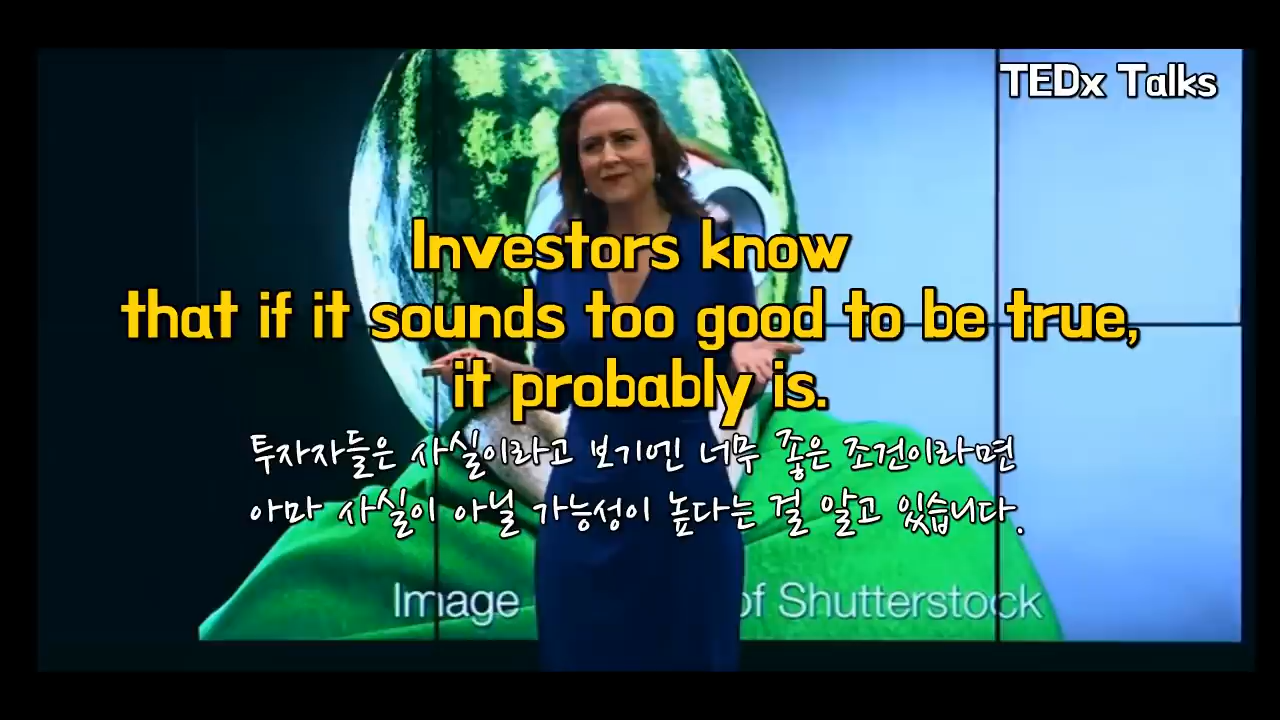 TEDx Talks
Investors know
that if it sounds too good to be true,
it probably is.
투자자들은 사실이라고 보기엔 너무 좋은 조건이라면
아마 사실이 아닐 가능성이 높다는 걸 알고 있습니다.
Image of Shutterstock